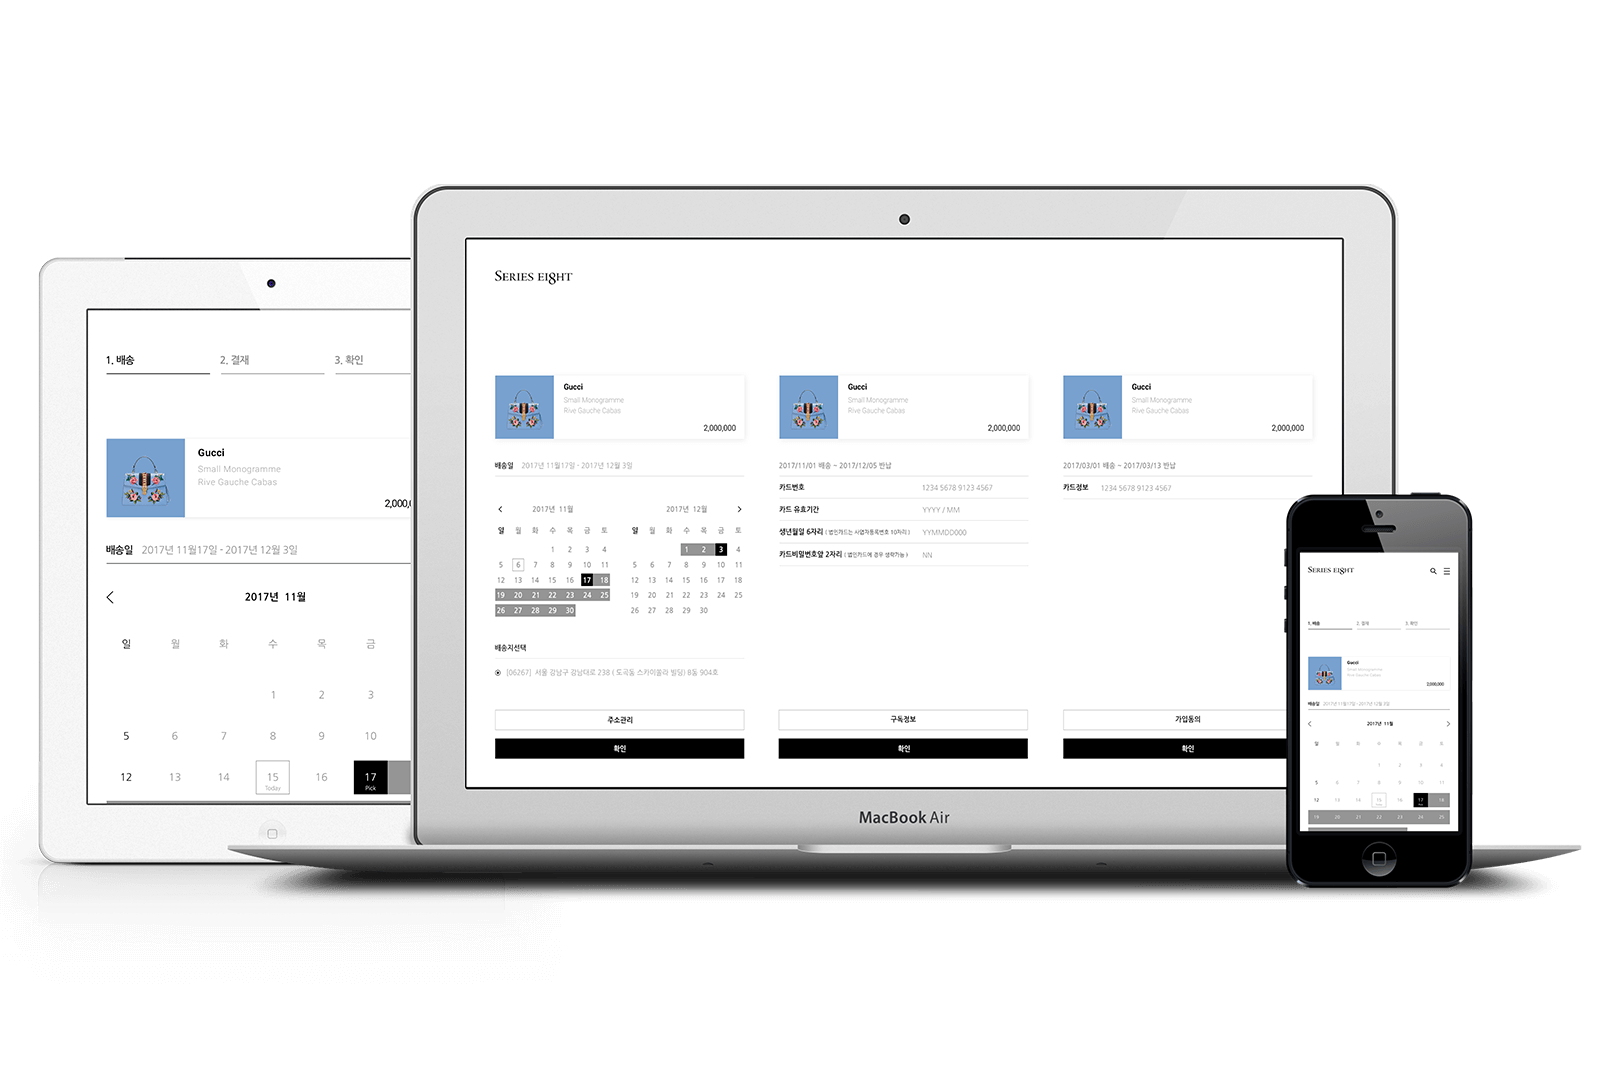 1. 배송 2. 결재 3. 확인
Gucci
Small Monogramme
Rive Gauche Cabas
2,000,
배송일 2017년 11월17일 - 2017년 12월 3일
2017년 11월
일 월 화 수 목 금
1 2 3
5 6 7 8 9 10
12 13 14 15 16 17
Today Pick
SERIES EI8HT
Gucci
Small Monogramme
Rive Gauche Cabas
2,000,000
배송일 2017년 11월17일 - 2017년 12월 3일
2017년 11월
일 월 화 수 목 금 토
1 2 3 4
5 6 7 8 9 10 11
12 13 14 15 16 17 18
19 20 21 22 23 24 25
26 27 28 29 30
2017년 12월
일 월 화 수 목 금 토
1 2 3 4
5 6 7 8 9 10 11
12 13 14 15 16 17 18
19 20 21 22 23 24 25
26 27 28 29 30
배송지선택
[06267] 서울 강남구 강남대로 238 ( 도곡동 스카이쏠라 빌딩) 8동 904호
주소관리
확인
Gucci
Small Monogramme
Rive Gauche Cabas
2,000,000
2017/11/01 배송 ~ 2017/12/05 반납
카드번호 1234 5678 9123 4567
카드 유효기간 YYYY / MM
생년월일 6자리 ( 법인카드는 사업자등록번호 10자리 ) YYMMDD000
카드비밀번호앞 2자리 ( 법인카드에 경우 생략가능 ) NN
구독정보
확인
Gucci
Small Monogramme
Rive Gauche Cabas
2,000,000
2017/03/01 배송 ~ 2017/03/13 반납
카드정보 1234 5678 9123 4567
가입동의
확인
MacBook Air
SERIES EI8HT
1. 배송 2. 결재 3. 확인
Gucci
Small Monogramme
Rive Gauche Cabas
2,000,000
배송일 2017년 11월17일 - 2017년 12월 3일
2017년 11월
일 월 화 수 목 금 토
1 2 3 4
5 6 7 8 9 10 11
12 13 14 15 16 17 18
19 20 21 22 23 24 25